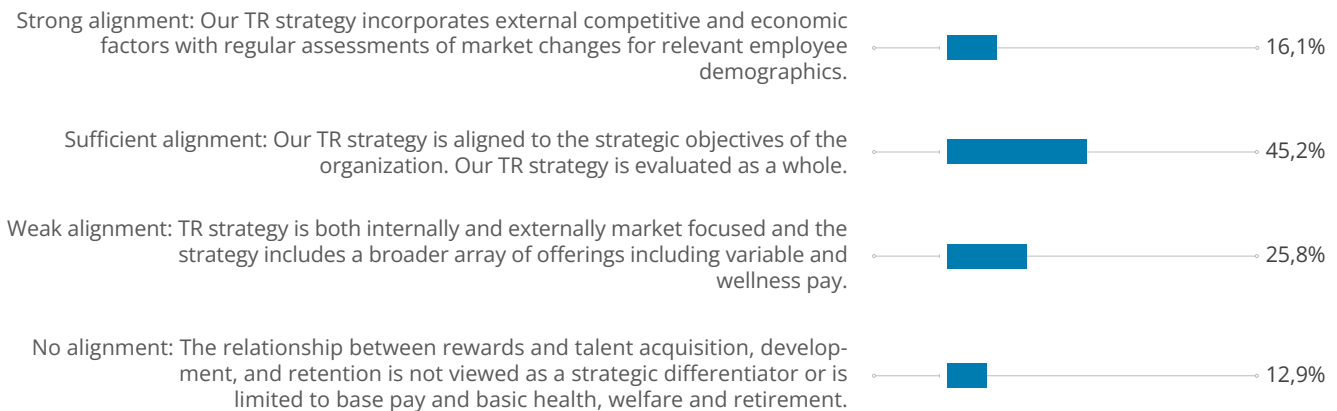 Strong alignment: Our TR strategy incorporates external competitive and economic
factors with regular assessments of market changes for relevant employee
demographics.
16,1%
Sufficient alignment: Our TR strategy is aligned to the strategic objectives of the
organization. Our TR strategy is evaluated as a whole.
45,2%
Weak alignment: TR strategy is both internally and externally market focused and the
strategy includes a broader array of offerings including variable and
wellness pay.
25,8%
No alignment: The relationship between rewards and talent acquisition, develop-
ment, and retention is not viewed as a strategic differentiator or is
limited to base pay and basic health, welfare and retirement.
12,9%